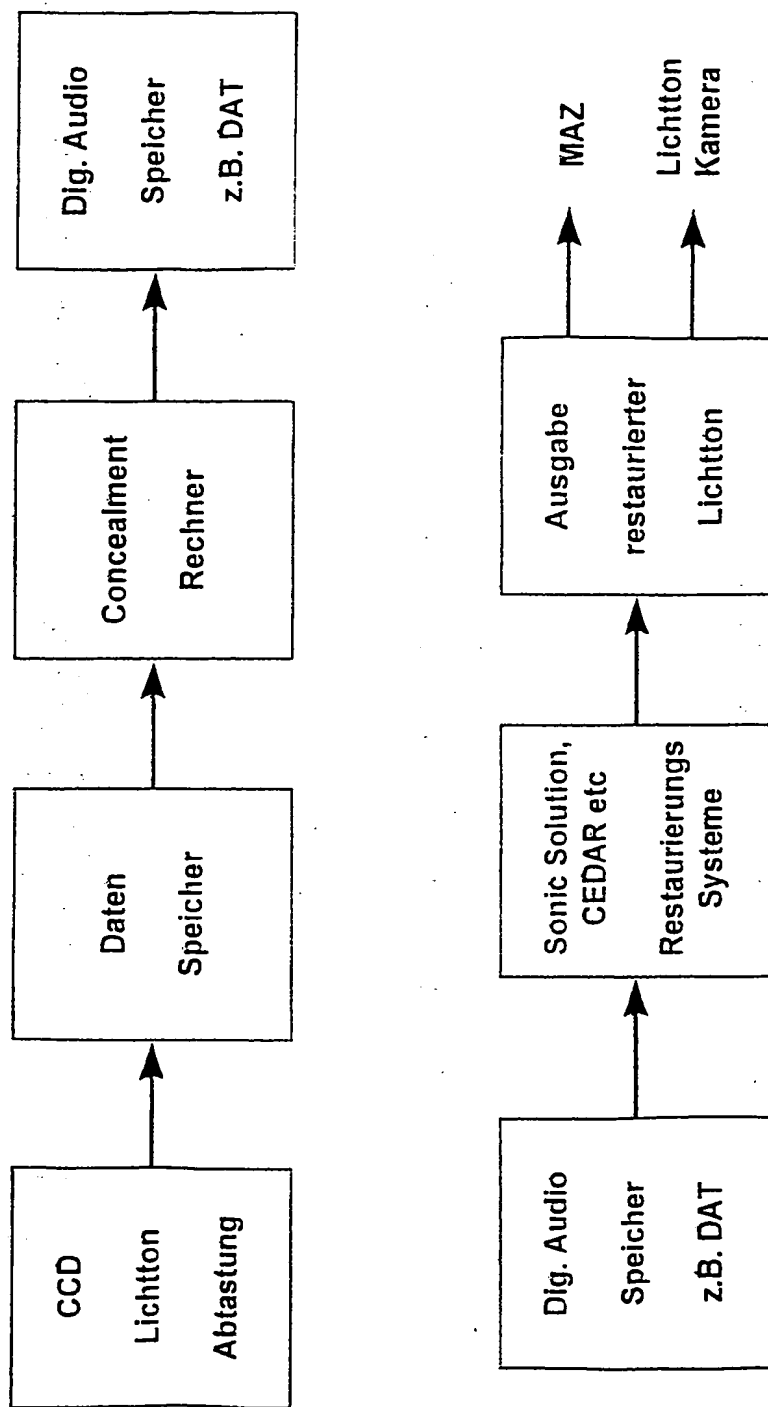 CCD
Lichtton
Abtastung
Daten
Speicher
Concealment
Rechner
Dig. Audio
Speicher
z.B. DAT
Dig. Audio
Speicher
z.B. DAT
Sonic Solution,
CEDAR etc
Restaurierungs
Systeme
Ausgabe
restaurierter
Lichtton
MAZ
Lichtton
Kamera